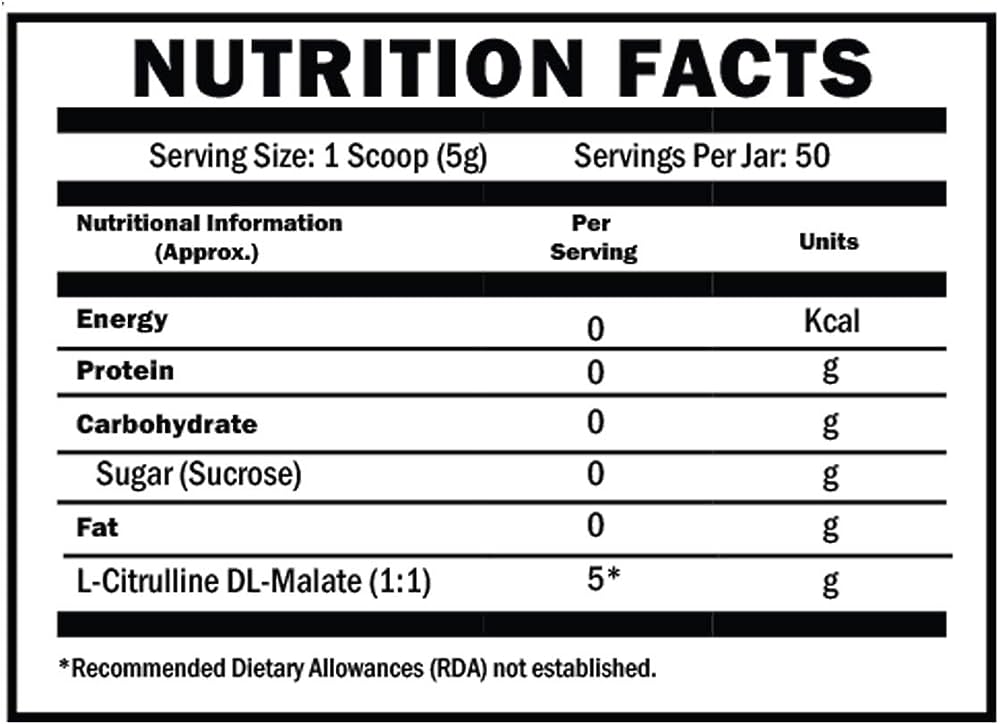 NUTRITION FACTS
Serving Size: 1 Scoop (5g) Servings Per Jar: 50
Nutritional Information (Approx.) Per Serving Units
Energy 0 Kcal
Protein 0 g
Carbohydrate 0 g
Sugar (Sucrose) 0 g
Fat 0 g
L-Citrulline DL-Malate (1:1) 5* g
*Recommended Dietary Allowances (RDA) not established.